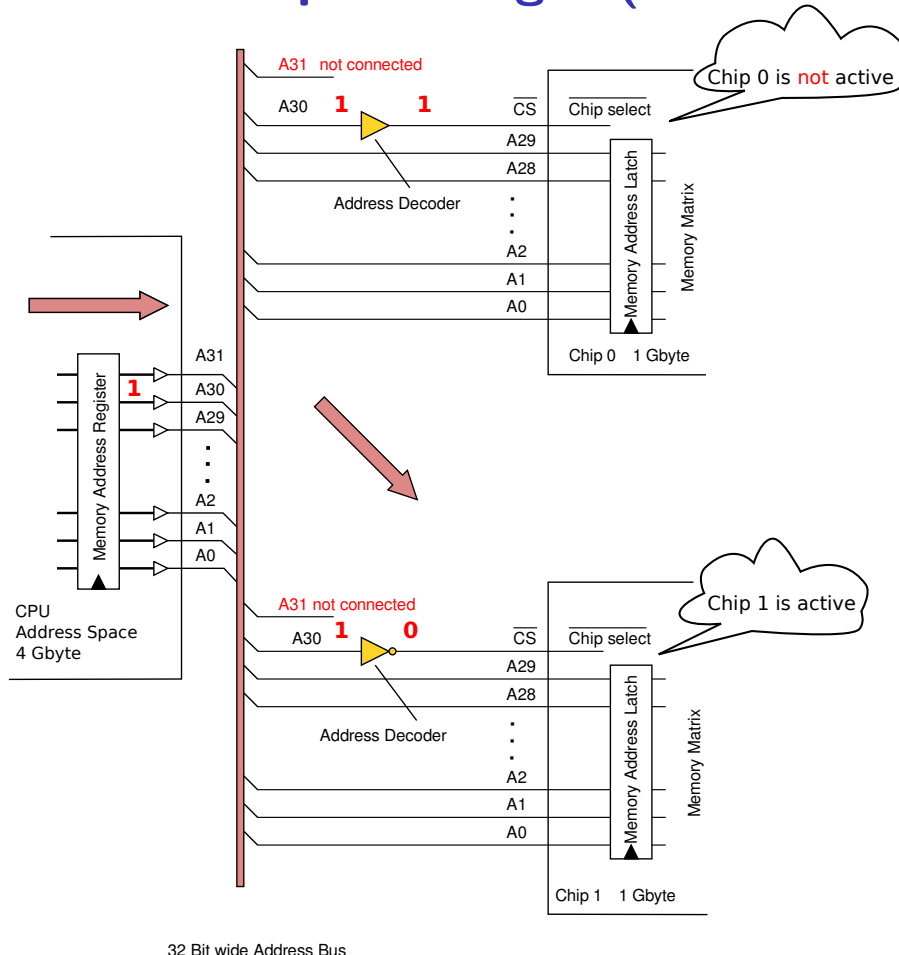 A31 not connected
A30 1 1 CS Chip select
A29
A28
Address Decoder
A2
A1
A0
Memory Address Latch
Memory Matrix
Chip 0 1 Gbyte
Chip 0 is not active
A31
1
A30
A29
A2
A1
A0
Memory Address Register
CPU
Address Space
4 Gbyte
A31 not connected
A30 1 0 CS Chip select
A29
A28
Address Decoder
A2
A1
A0
Memory Address Latch
Memory Matrix
Chip 1 1 Gbyte
Chip 1 is active
32 Bit wide Address Bus